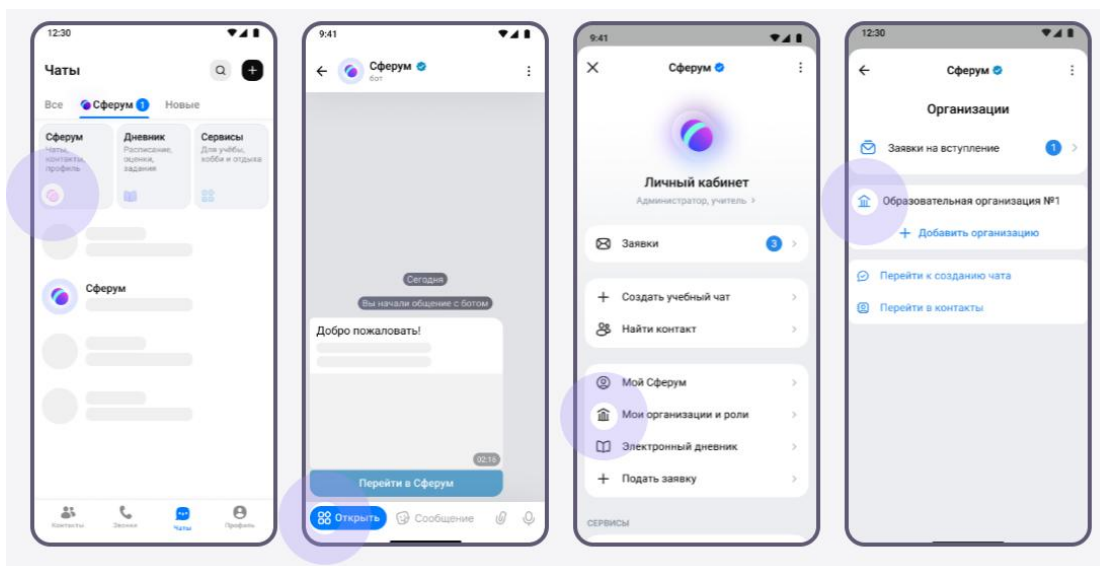 12:30
Чаты
Все
Сферум 1
Новые
Сферум
Чаты,
контакты,
профиль
Дневник
Расписание,
оценки,
задания
Сервисы
Для учёбы,
хобби и отдыха
Сферум
Контакты
Звонки
Чаты
Профиль
9:41
Сферум
бот
Сегодня
Вы начали общение с ботом
Добро пожаловать!
02:16
Перейти в Сферум
Открыть
Сообщение
9:41
Сферум
Личный кабинет
Администратор, учитель >
Заявки 3
Создать учебный чат
Найти контакт
Мой Сферум
Мои организации и роли
Электронный дневник
Подать заявку
СЕРВИСЫ
12:30
Сферум
Организации
Заявки на вступление 1
Образовательная организация №1
+ Добавить организацию
Перейти к созданию чата
Перейти в контакты